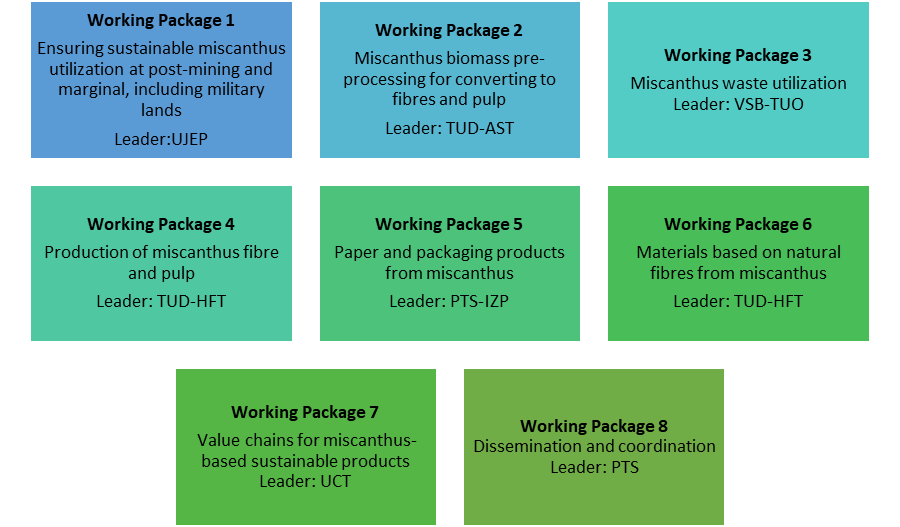 Working Package 1
Ensuring sustainable miscanthus
utilization at post-mining and
marginal, including military
lands
Leader:UJEP
Working Package 2
Miscanthus biomass pre-
processing for converting to
fibres and pulp
Leader: TUD-AST
Working Package 3
Miscanthus waste utilization
Leader: VSB-TUO
Working Package 4
Production of miscanthus fibre
and pulp
Leader: TUD-HFT
Working Package 5
Paper and packaging products
from miscanthus
Leader: PTS-IZP
Working Package 6
Materials based on natural
fibres from miscanthus
Leader: TUD-HFT
Working Package 7
Value chains for miscanthus-
based sustainable products
Leader: UCT
Working Package 8
Dissemination and coordination
Leader: PTS